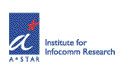 a
Institute for
Infocomm Research
A★STAR